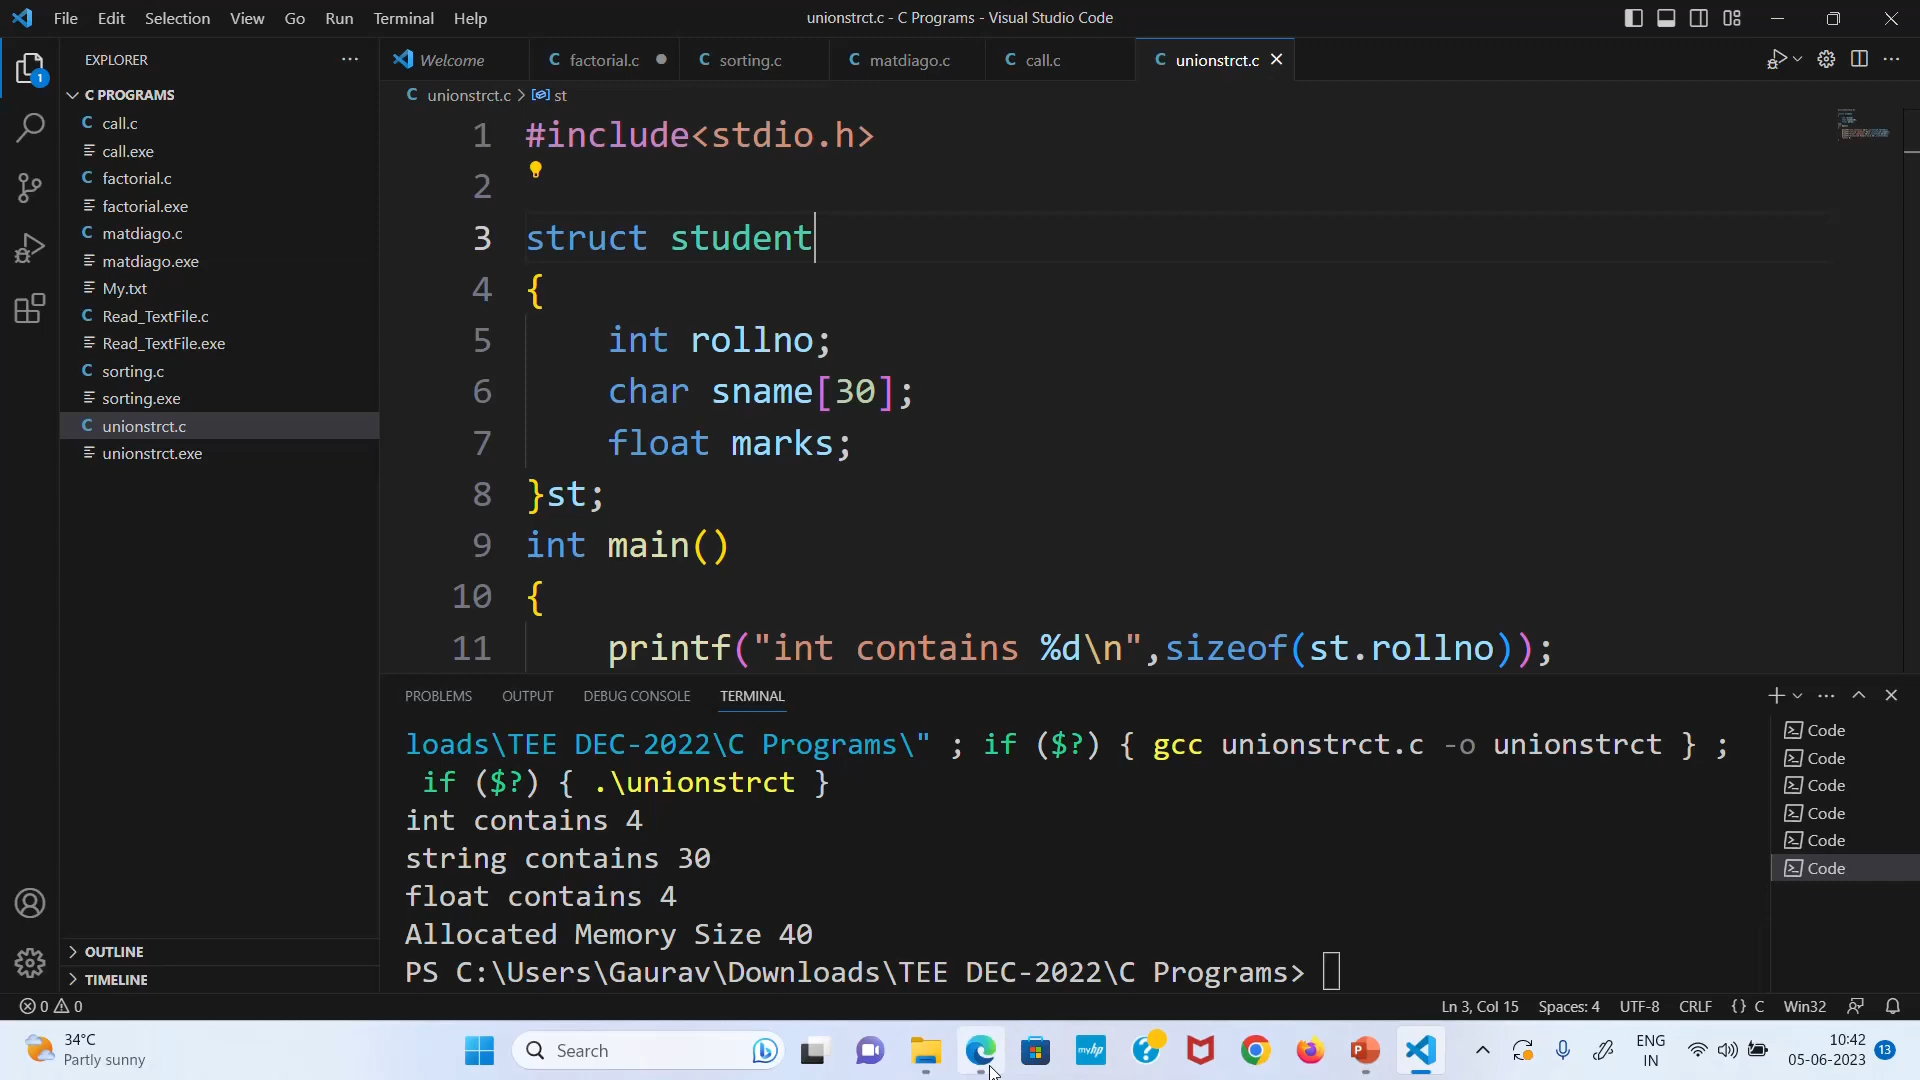 File Edit Selection View Go Run Terminal Help
unionstrct.c - C Programs - Visual Studio Code
EXPLORER
Welcome
C factorial.c
C sorting.c
C matdiago.c
C call.c
C unionstrct.c
1
C PROGRAMS
C call.c
call.exe
C factorial.c
factorial.exe
C matdiago.c
matdiago.exe
My.txt
C Read_TextFile.c
Read_TextFile.exe
C sorting.c
sorting.exe
C unionstrct.c
unionstrct.exe
OUTLINE
TIMELINE
C unionstrct.c > st
1 #include<stdio.h>
2
3 struct student
4 {
5 int rollno;
6 char sname[30];
7 float marks;
8 }st;
9 int main()
10 {
11 printf("int contains %d\n",sizeof(st.rollno));
PROBLEMS OUTPUT DEBUG CONSOLE TERMINAL
loads\TEE DEC-2022\C Programs\" ; if ($?) { gcc unionstrct.c -o unionstrct } ;
if ($?) { .\unionstrct }
int contains 4
string contains 30
float contains 4
Allocated Memory Size 40
PS C:\Users\Gaurav\Downloads\TEE DEC-2022\C Programs>
Code
Code
Code
Code
Code
Code
0 0
Ln 3, Col 15 Spaces: 4 UTF-8 CRLF {} C Win32
34°C
Partly sunny
Search
myhp
ENG
IN
10:42
05-06-2023
13